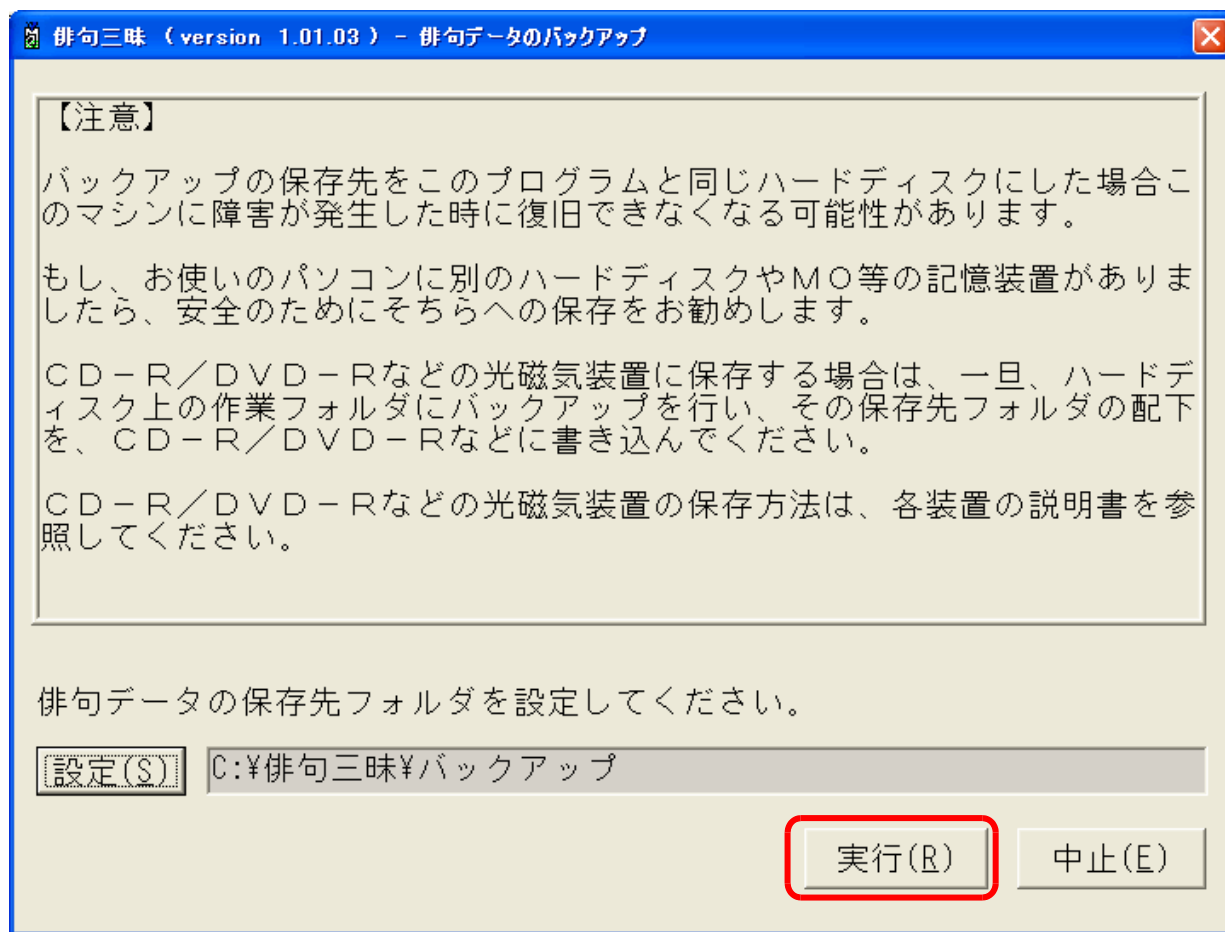 俳句三昧 （version 1.01.03） - 俳句データのバックアップ
【注意】
バックアップの保存先をこのプログラムと同じハードディスクにした場合こ
のマシンに障害が発生した時に復旧できなくなる可能性があります。
もし、お使いのパソコンに別のハードディスクやＭＯ等の記憶装置がありま
したら、安全のためにそちらへの保存をお勧めします。
ＣＤ－Ｒ／ＤＶＤ－Ｒなどの光磁気装置に保存する場合は、一旦、ハードデ
ィスク上の作業フォルダにバックアップを行い、その保存先フォルダの配下
を、ＣＤ－Ｒ／ＤＶＤ－Ｒなどに書き込んでください。
ＣＤ－Ｒ／ＤＶＤ－Ｒなどの光磁気装置の保存方法は、各装置の説明書を参
照してください。
俳句データの保存先フォルダを設定してください。
設定(S) C:¥俳句三昧¥バックアップ
実行(R) 中止(E)